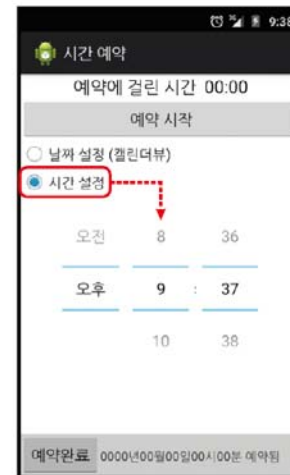 9:38
시간 예약
예약에 걸린 시간 00:00
예약 시작
날짜 설정 (캘린더뷰)
시간 설정
오전 8 36
오후 9 : 37
10 38
예약완료 0000년00월00일00시00분 예약됨